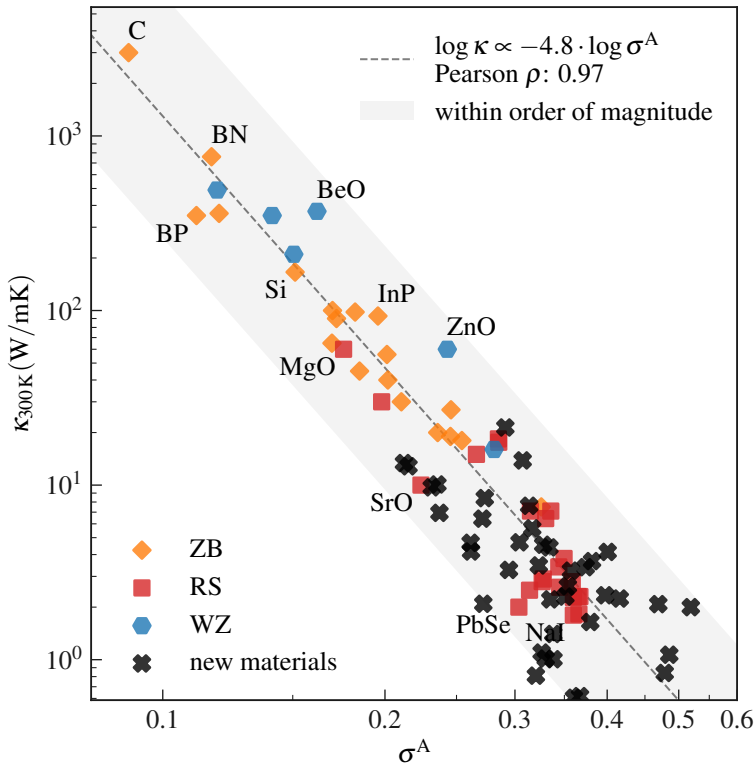 C
log κ ∝ −4.8 · log σ^A
Pearson ρ: 0.97
within order of magnitude
10^3
BN
BeO
BP
Si
InP
10^2
ZnO
MgO
κ_300 K (W/mK)
10^1
SrO
ZB
RS
WZ
new materials
PbSe
NaI
10^0
0.1
0.2
0.3
0.4
0.5
0.6
σ^A